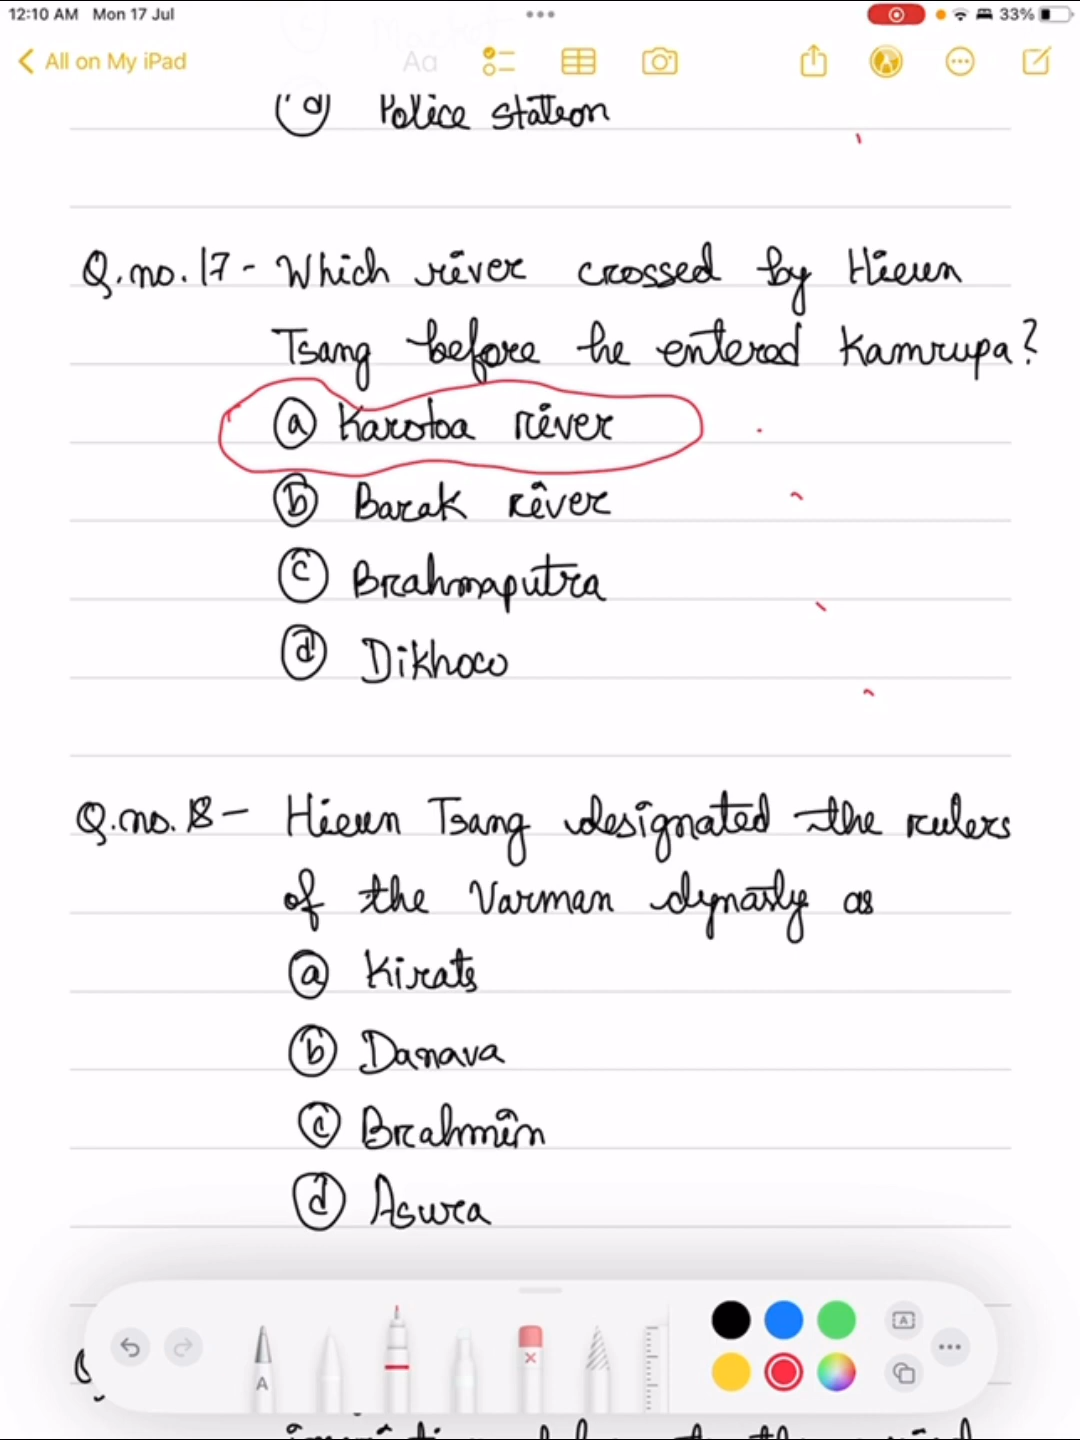 12:10 AM Mon 17 Jul
33%
All on My iPad
Aa
(d) Police station
Q.no.17- Which river crossed by Hieun
Tsang before he entered Kamrupa?
(a) Karotoa river
(b) Barak river
(c) Brahmaputra
(d) Dikhow
Q.no.18- Hieun Tsang designated the rulers
of the Varman dynasty as
(a) Kirats
(b) Danava
(c) Brahmin
(d) Asura
A
A